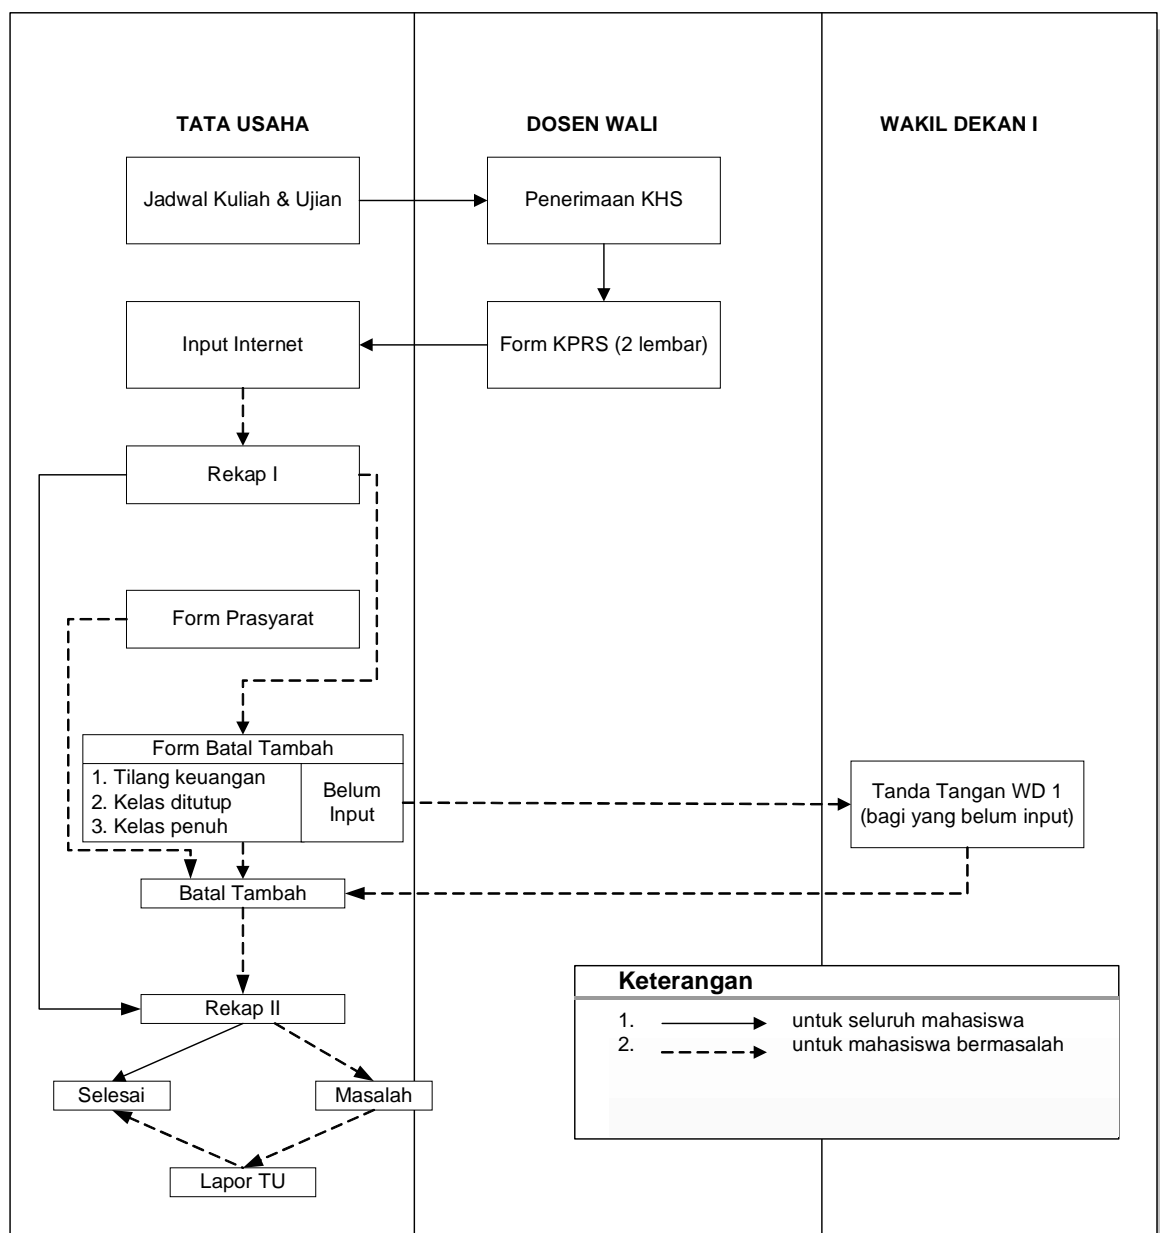 TATA USAHA
DOSEN WALI
WAKIL DEKAN I
Jadwal Kuliah & Ujian
Penerimaan KHS
Input Internet
Form KPRS (2 lembar)
Rekap I
Form Prasyarat
Form Batal Tambah
1. Tilang keuangan
2. Kelas ditutup
3. Kelas penuh
Belum
Input
Tanda Tangan WD 1
(bagi yang belum input)
Batal Tambah
Rekap II
Selesai
Masalah
Lapor TU
Keterangan
1. untuk seluruh mahasiswa
2. untuk mahasiswa bermasalah